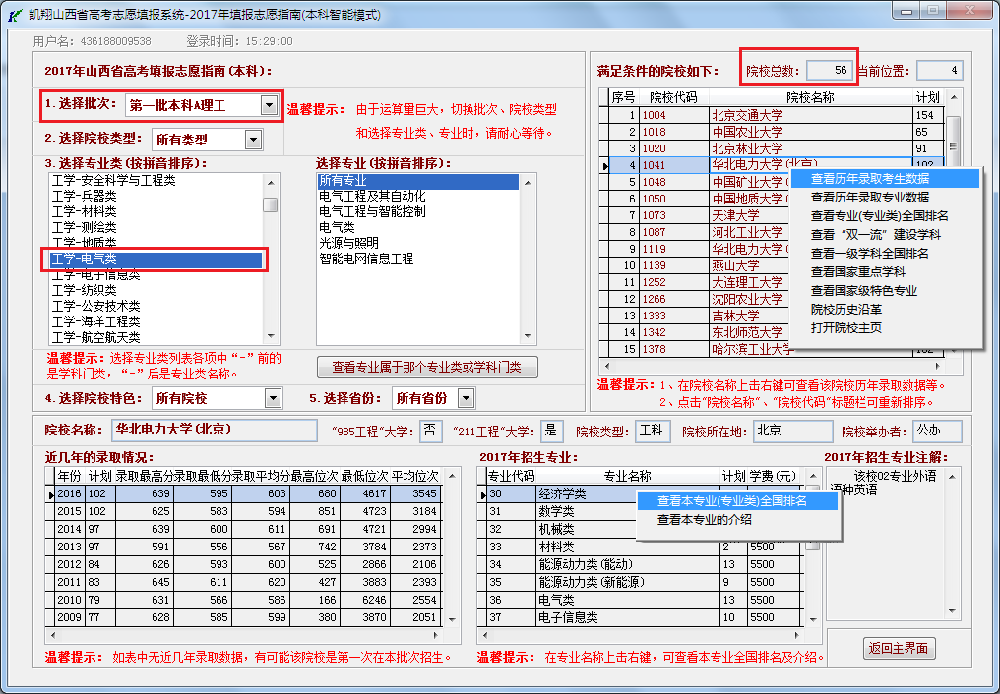 凯翔山西省高考志愿填报系统-2017年填报志愿指南(本科智能模式)
用户名: 436188009538 登录时间: 15:29:00
2017年山西省高考填报志愿指南(本科):
1.选择批次: 第一批本科A理工
温馨提示: 由于运算量巨大，切换批次、院校类型
和选择专业类、专业时，请耐心等待。
2.选择院校类型: 所有类型
3.选择专业类(按拼音排序):
工学-安全科学与工程类
工学-兵器类
工学-材料类
工学-测绘类
工学-地质类
工学-电气类
工学-电子信息类
工学-纺织类
工学-公安技术类
工学-海洋工程类
工学-航空航天类
选择专业(按拼音排序):
所有专业
电气工程及其自动化
电气工程与智能控制
电气类
光源与照明
智能电网信息工程
温馨提示: 选择专业类列表各项中“-”前的
是学科门类，“-”后是专业类名称。
查看专业属于那个专业类或学科门类
4.选择院校特色: 所有院校 5.选择省份: 所有省份
满足条件的院校如下: 院校总数: 56 当前位置: 4
序号 院校代码 院校名称 计划
1 1004 北京交通大学 154
2 1018 中国农业大学 65
3 1020 北京林业大学 91
4 1041 华北电力大学(北京) 102
5 1048 中国矿业大学(
6 1050 中国地质大学(
7 1073 天津大学
8 1087 河北工业大学
9 1119 华北电力大学(
10 1139 燕山大学
11 1252 大连理工大学
12 1266 沈阳农业大学
13 1333 吉林大学
14 1342 东北师范大学
15 1378 哈尔滨工业大学
查看历年录取考生数据
查看历年录取专业数据
查看专业(专业类)全国排名
查看“双一流”建设学科
查看一级学科全国排名
查看国家重点学科
查看国家级特色专业
院校历史沿革
打开院校主页
温馨提示: 1、在院校名称上击右键可查看该院校历年录取数据等。
2、点击“院校名称”、“院校代码”标题栏可重新排序。
院校名称: 华北电力大学(北京) “985工程”大学: 否 “211工程”大学: 是 院校类型: 工科 院校所在地: 北京 院校举办者: 公办
近几年的录取情况:
年份 计划 录取最高分 录取最低分 录取平均分 最高位次 最低位次 平均位次
2016 102 639 595 603 680 4617 3545
2015 102 625 583 594 851 4723 3184
2014 97 639 600 611 691 4721 2994
2013 97 591 556 567 742 3784 2373
2012 84 626 593 600 525 2866 2106
2011 83 645 611 620 427 3883 2393
2010 79 631 566 586 166 6246 2554
2009 77 628 585 599 380 3870 2051
温馨提示: 如表中无近几年录取数据，有可能该院校是第一次在本批次招生。
2017年招生专业:
专业代码 专业名称 计划 学费(元)
30 经济学类
31 数学类
32 机械类
33 材料类 2 5500
34 能源动力类(能动) 13 5500
35 能源动力类(新能源) 9 5500
36 电气类 13 5500
37 电子信息类 10 5500
查看本专业(专业类)全国排名
查看本专业的介绍
温馨提示: 在专业名称上击右键，可查看本专业全国排名及介绍。
2017年招生专业注解:
该校02专业外语
语种英语
返回主界面